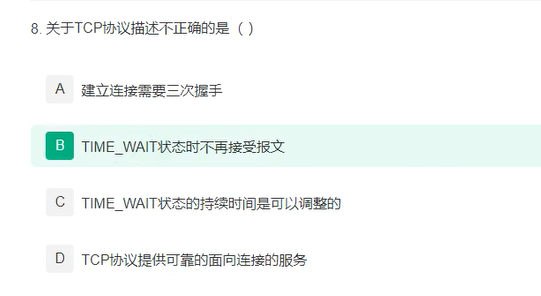 8. 关于TCP协议描述不正确的是（ ）
A 建立连接需要三次握手
B TIME_WAIT状态时不再接受报文
C TIME_WAIT状态的持续时间是可以调整的
D TCP协议提供可靠的面向连接的服务